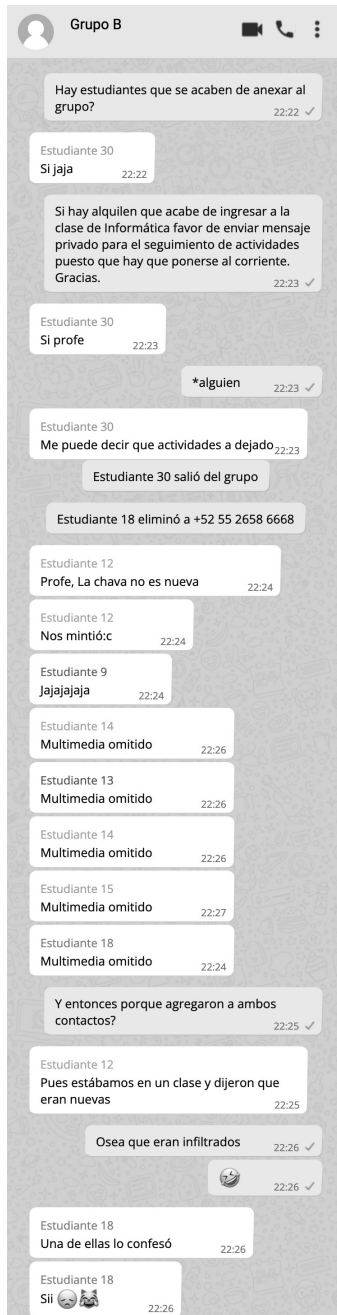 Grupo B
Hay estudiantes que se acaben de anexar al
grupo?
22:22
Estudiante 30
Si jaja
22:22
Si hay alquilen que acabe de ingresar a la
clase de Informática favor de enviar mensaje
privado para el seguimiento de actividades
puesto que hay que ponerse al corriente.
Gracias.
22:23
Estudiante 30
Si profe
22:23
*alguien
22:23
Estudiante 30
Me puede decir que actividades a dejado
22:23
Estudiante 30 salió del grupo
Estudiante 18 eliminó a +52 55 2658 6668
Estudiante 12
Profe, La chava no es nueva
22:24
Estudiante 12
Nos mintió:c
22:24
Estudiante 9
Jajajajaja
22:24
Estudiante 14
Multimedia omitido
22:26
Estudiante 13
Multimedia omitido
22:26
Estudiante 14
Multimedia omitido
22:26
Estudiante 15
Multimedia omitido
22:27
Estudiante 18
Multimedia omitido
22:24
Y entonces porque agregaron a ambos
contactos?
22:25
Estudiante 12
Pues estábamos en un clase y dijeron que
eran nuevas
22:25
Osea que eran infiltrados
22:26
🤣
22:26
Estudiante 18
Una de ellas lo confesó
22:26
Estudiante 18
Sii 😞😹
22:26